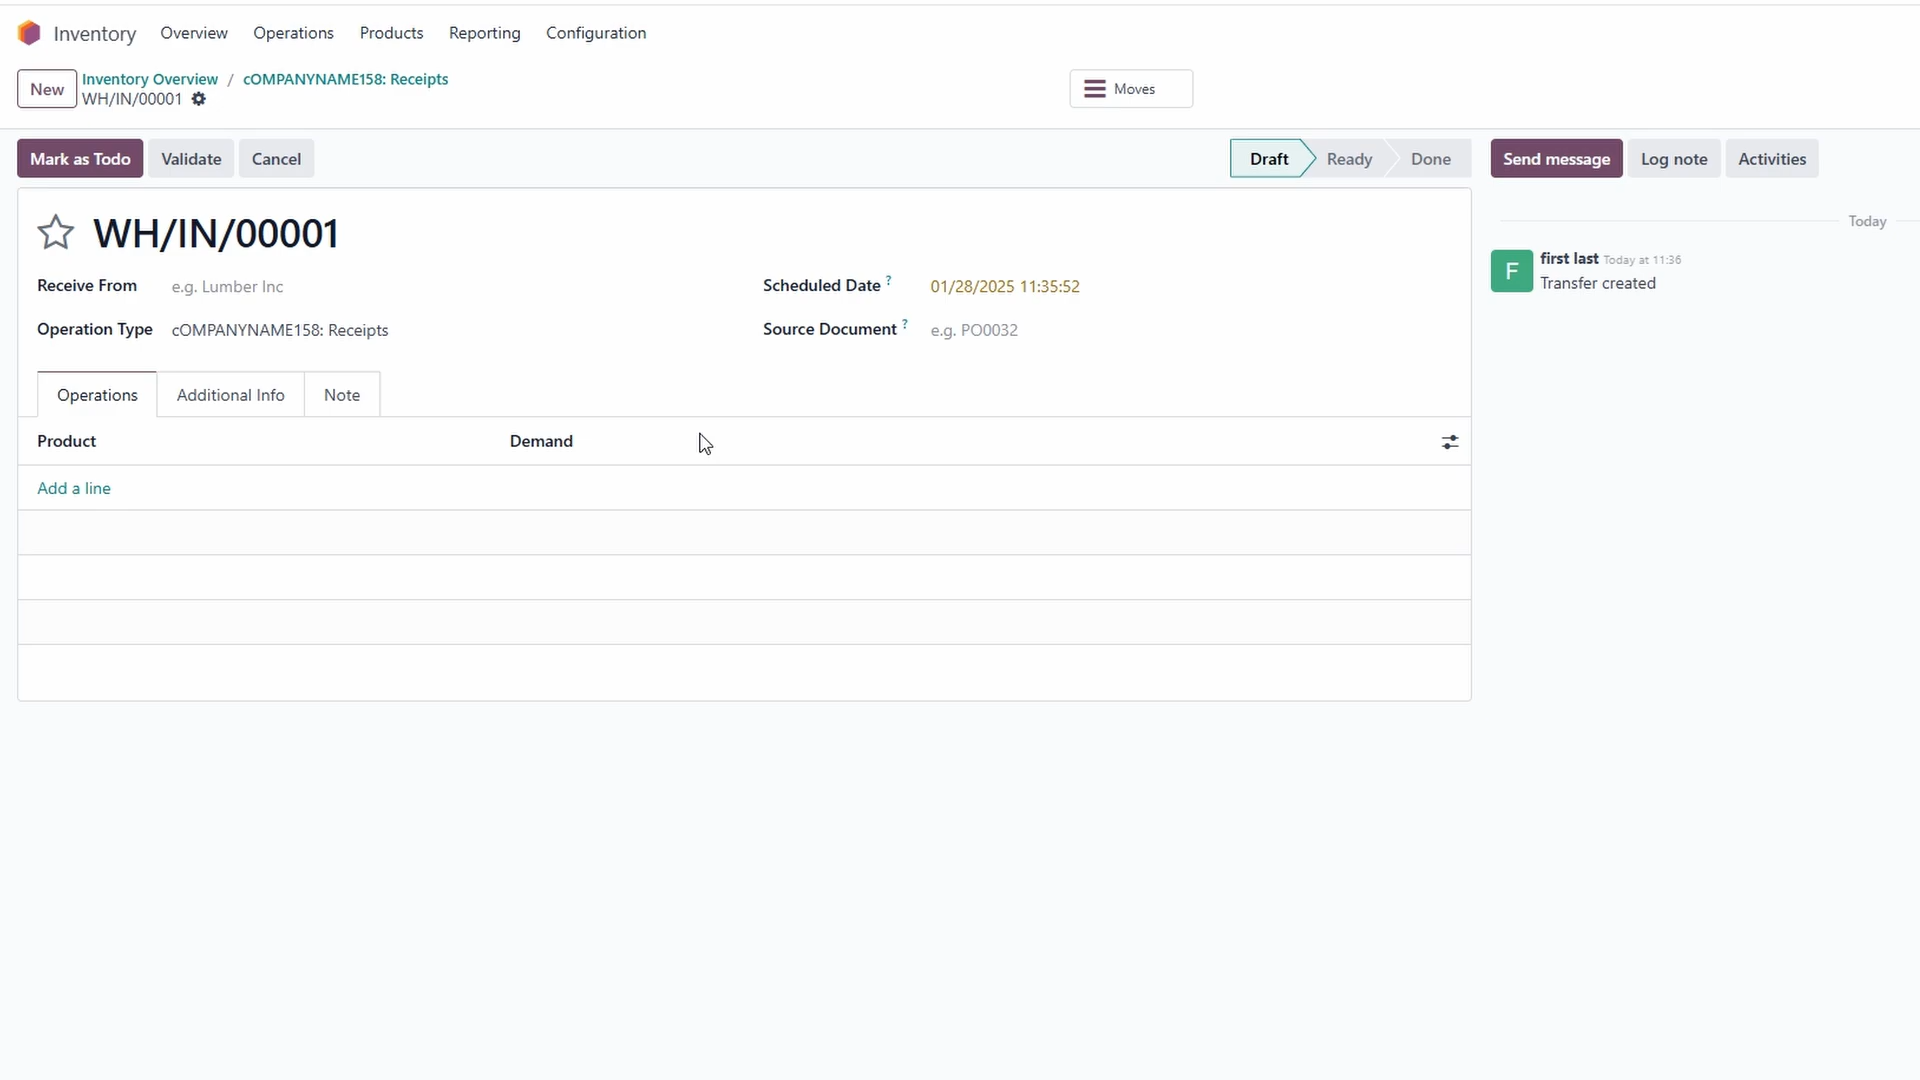 Inventory Overview Operations Products Reporting Configuration
New Inventory Overview / cOMPANYNAME158: Receipts
WH/IN/00001
Moves
Mark as Todo Validate Cancel
Draft Ready Done
Send message Log note Activities
WH/IN/00001
Receive From e.g. Lumber Inc
Scheduled Date ? 01/28/2025 11:35:52
Operation Type cOMPANYNAME158: Receipts
Source Document ? e.g. PO0032
Operations Additional Info Note
Product Demand
Add a line
Today
F
first last Today at 11:36
Transfer created